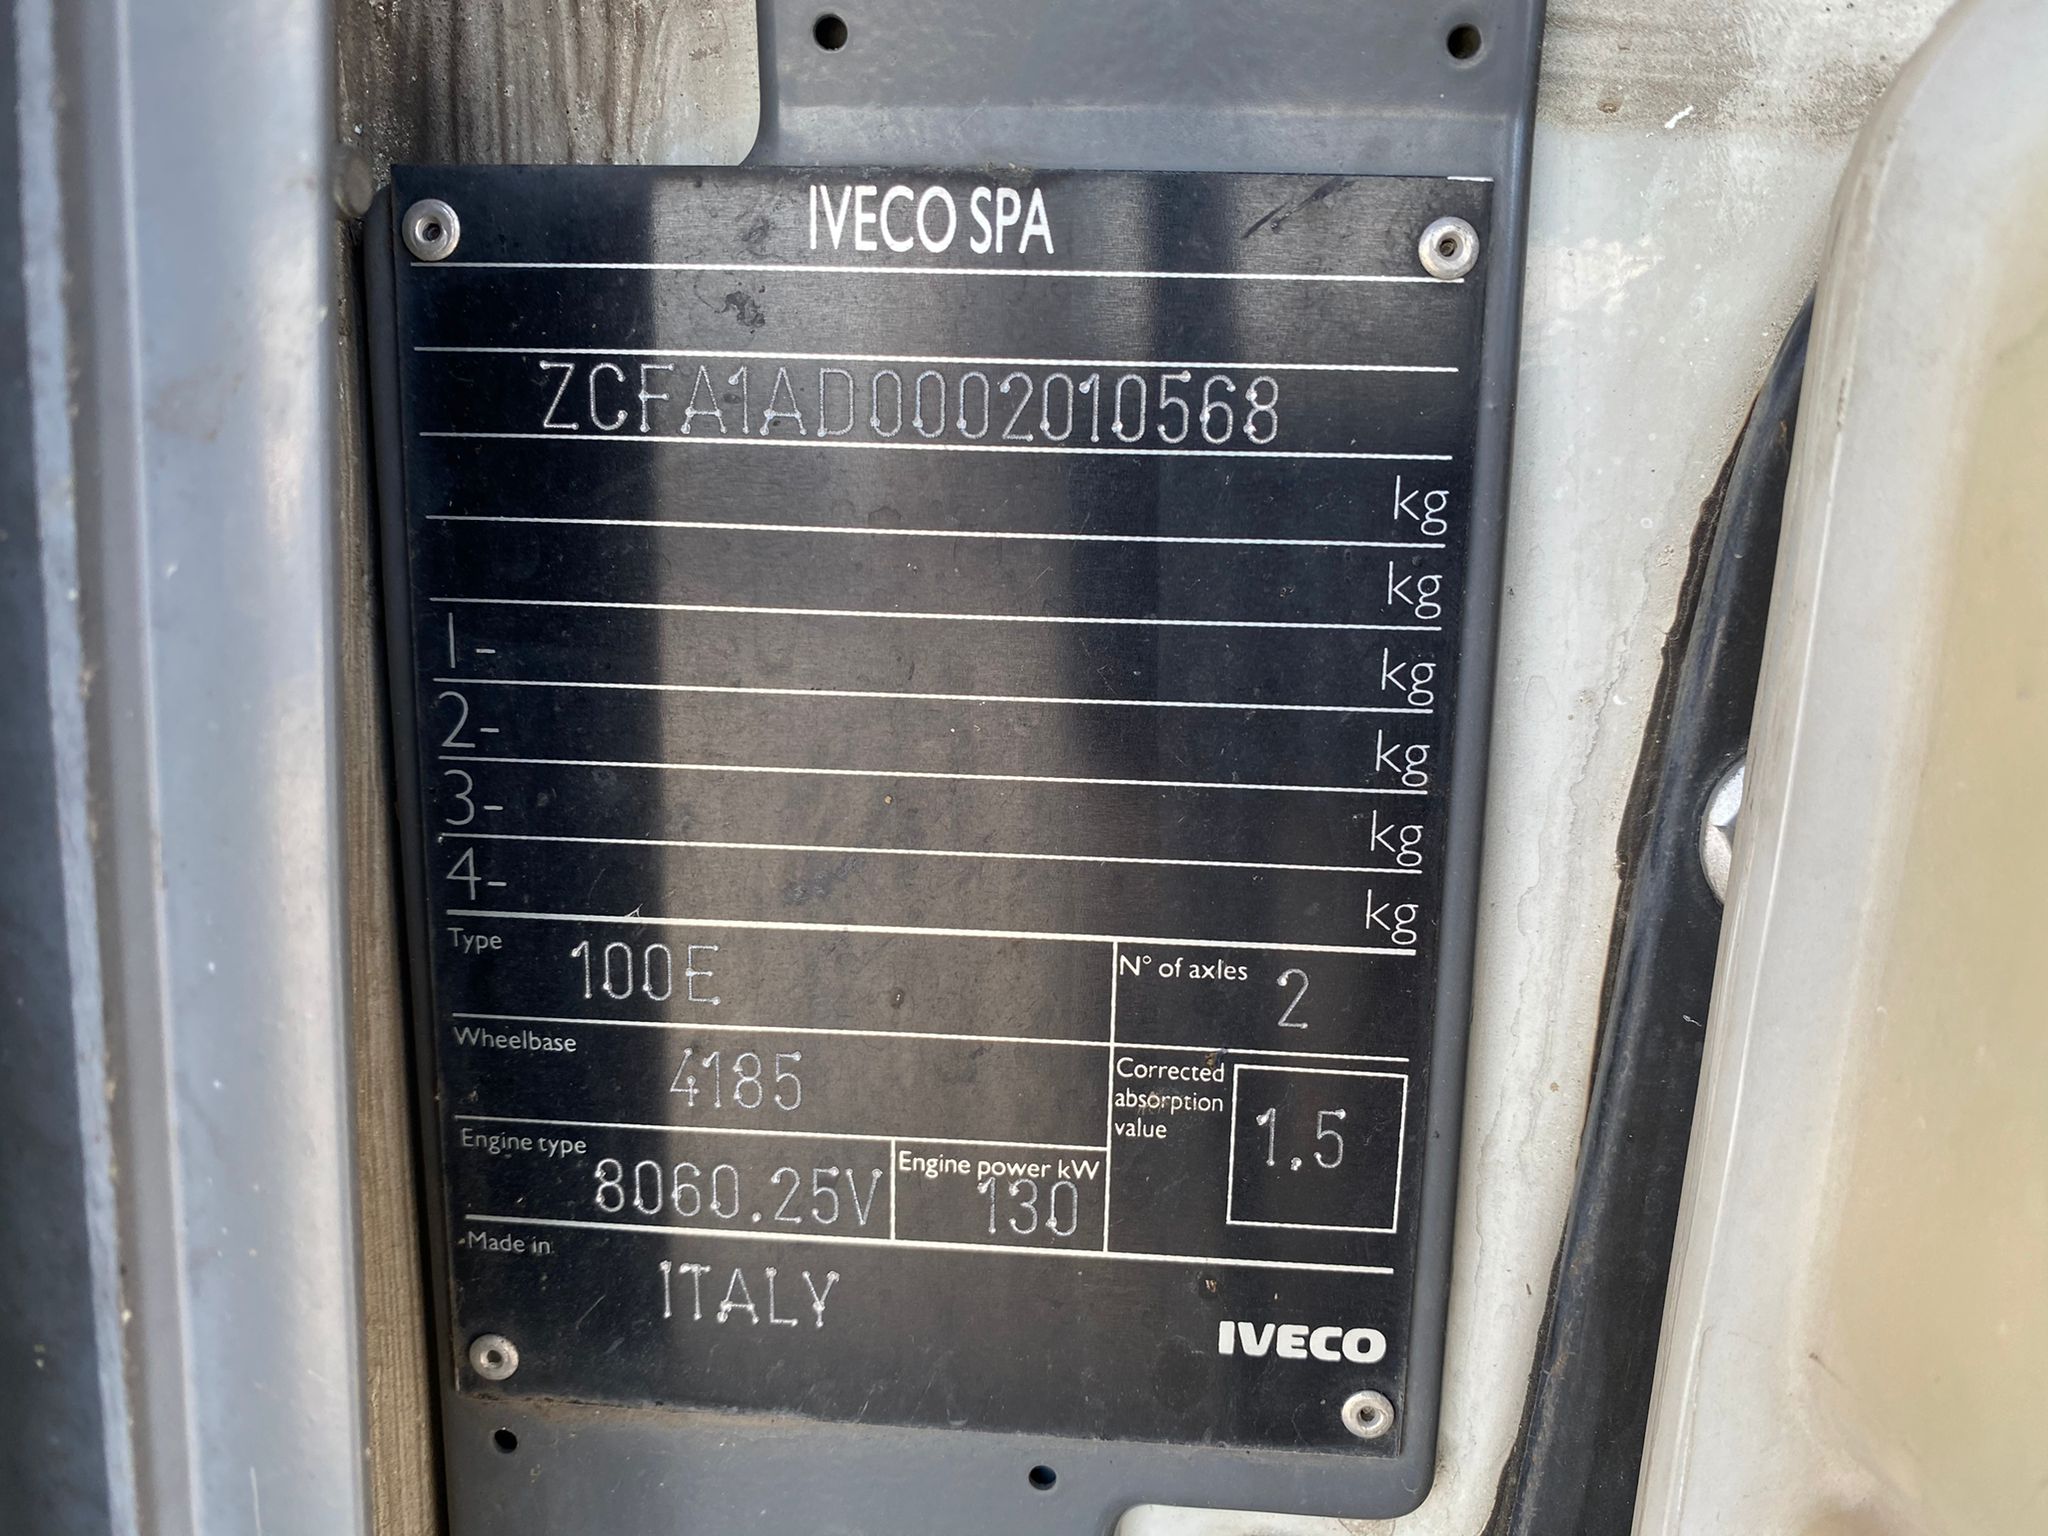 IVECO SPA
ZCFA1AD0002010568
kg
kg
1- kg
2- kg
3- kg
4- kg
Type 100E
N° of axles 2
Wheelbase 4185
Corrected
absorption
value
1.5
Engine type 8060.25V
Engine power kW 130
Made in ITALY
IVECO